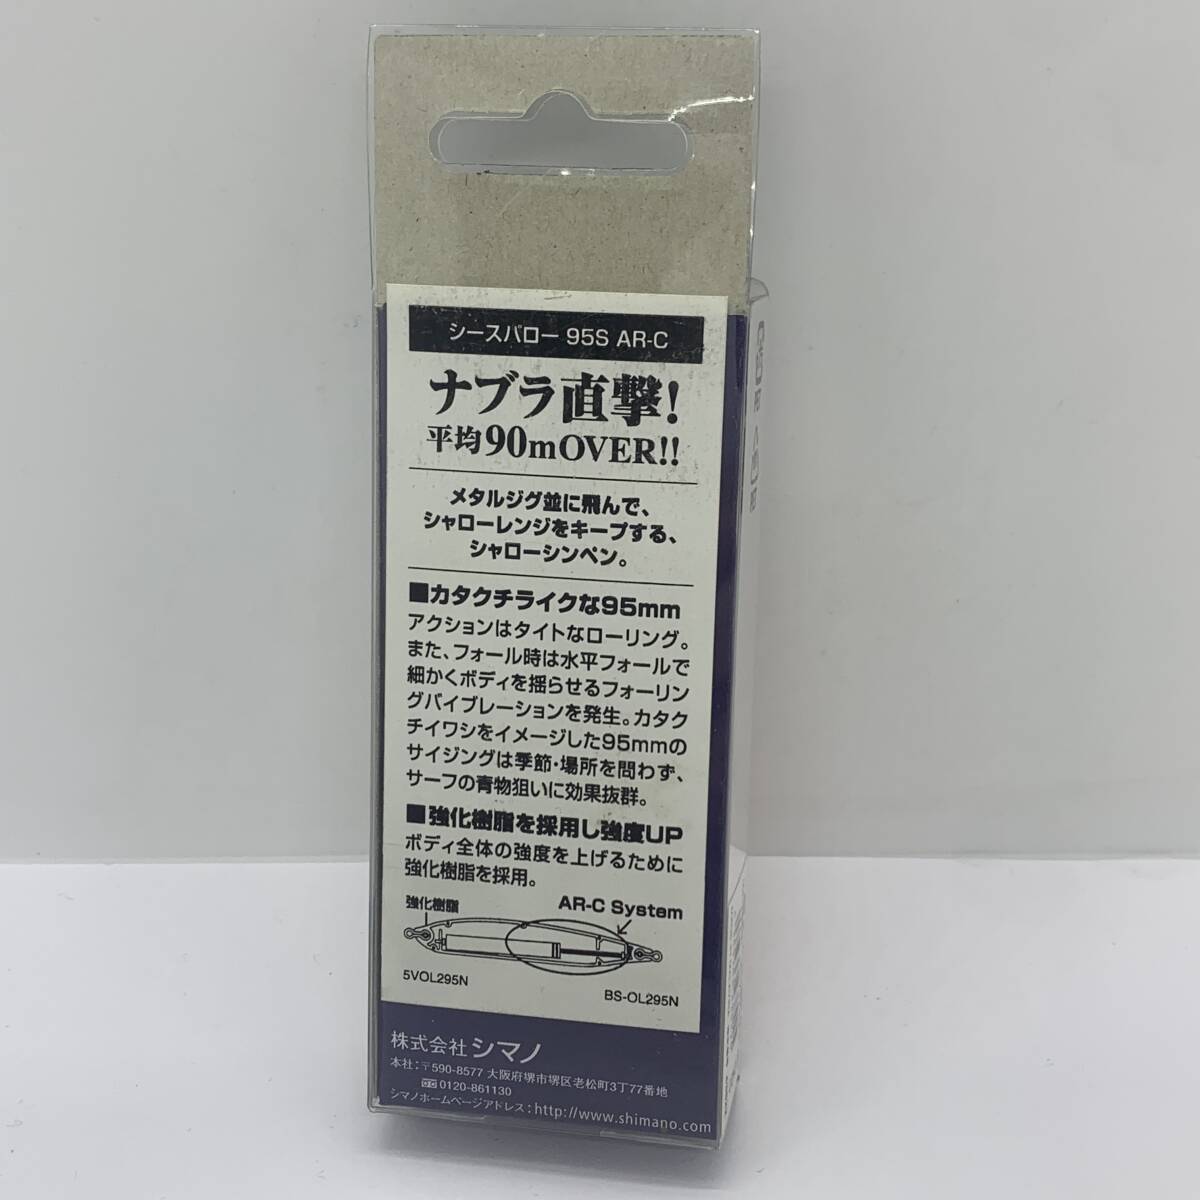 シースパロー 95S AR-C
ナブラ直撃!
平均90mOVER!!
メタルジグ並に飛んで、
シャローレンジをキープする、
シャローシンペン。
■カタクチライクな95mm
アクションはタイトなローリング。
また、フォール時は水平フォールで
細かくボディを揺らせるフォーリン
グバイブレーションを発生。カタク
チイワシをイメージした95mmの
サイジングは季節・場所を問わず、
サーフの青物狙いに効果抜群。
■強化樹脂を採用し強度UP
ボディ全体の強度を上げるために
強化樹脂を採用。
強化樹脂 AR-C System
5VOL295N BS-OL295N
株式会社 シマノ
本社:〒590-8577 大阪府堺市堺区老松町3丁77番地
0120-861130
シマノホームページアドレス:http://www.shimano.com
PET